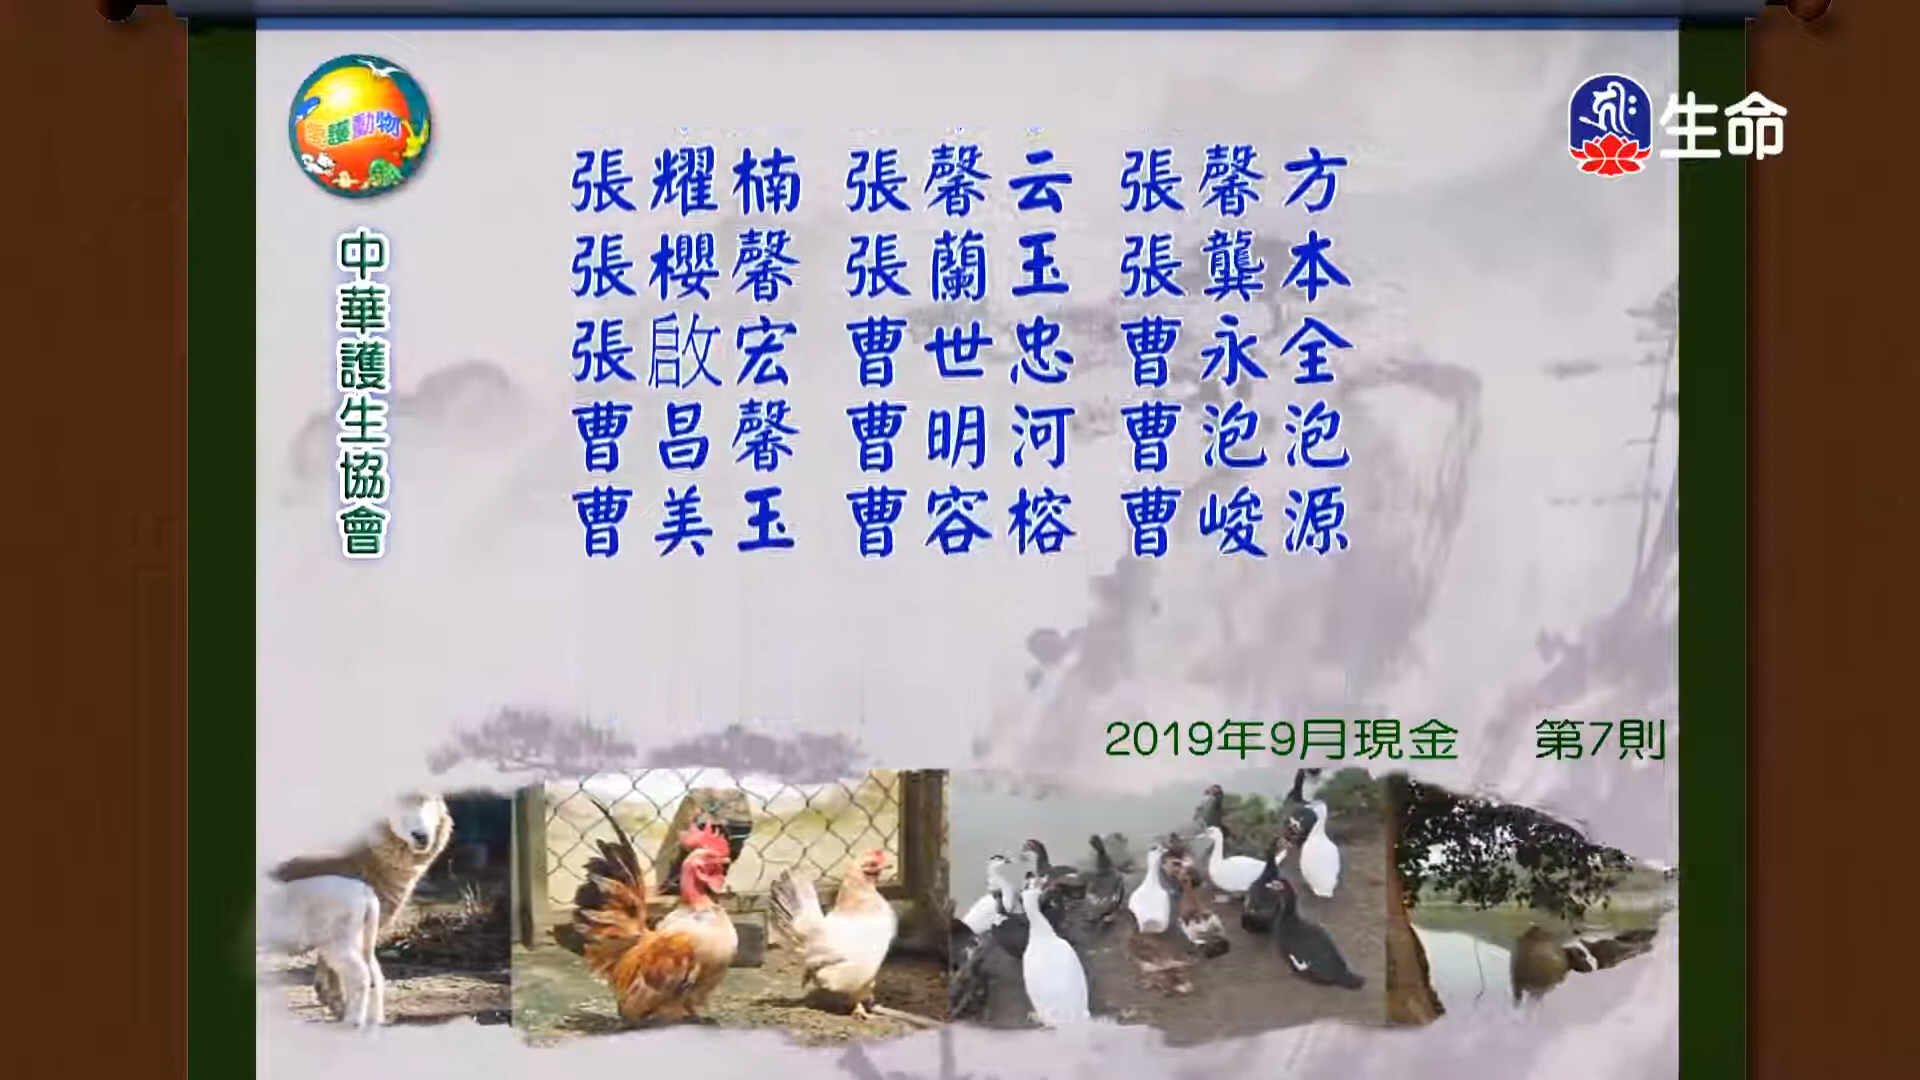 護動物
生命
中華護生協會
張耀楠 張馨云 張馨方
張櫻馨 張蘭玉 張龔本
張啟宏 曹世忠 曹永全
曹昌馨 曹明河 曹泡泡
曹美玉 曹容榕 曹峻源
2019年9月現金 第7則